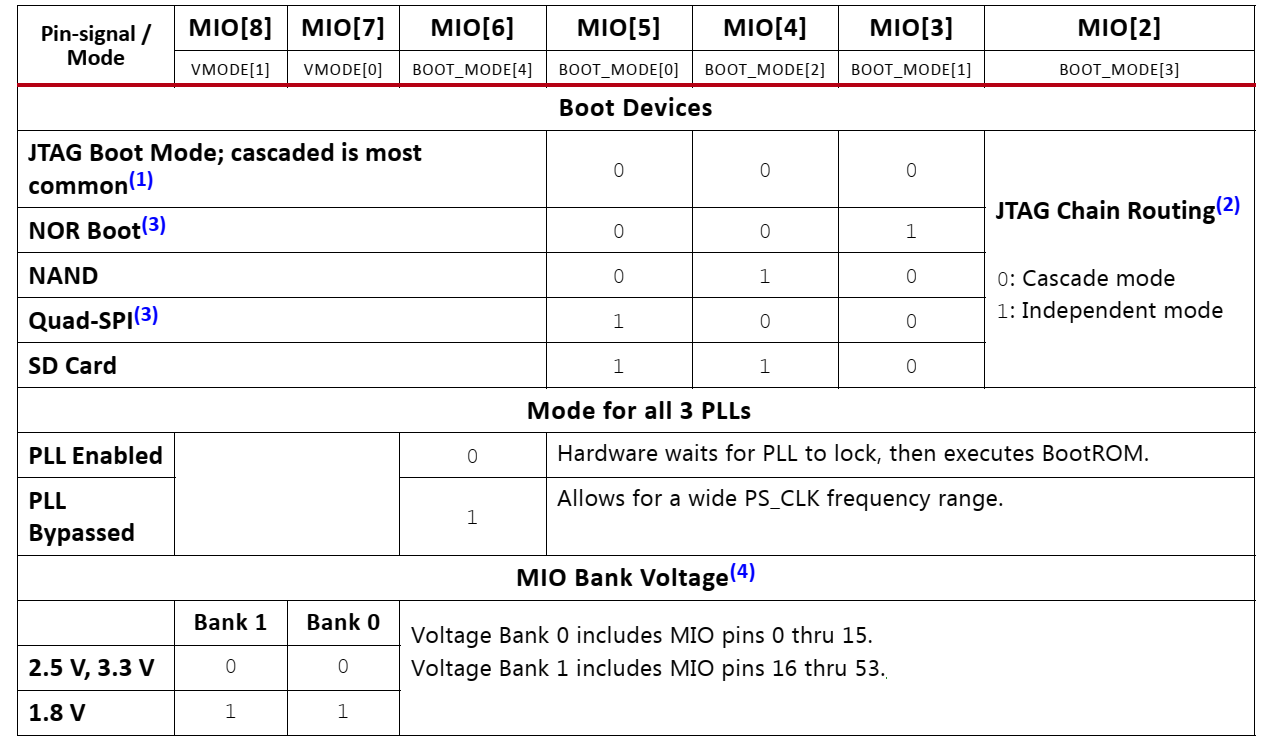 Pin-signal / Mode MIO[8] MIO[7] MIO[6] MIO[5] MIO[4] MIO[3] MIO[2]
VMODE[1] VMODE[0] BOOT_MODE[4] BOOT_MODE[0] BOOT_MODE[2] BOOT_MODE[1] BOOT_MODE[3]
Boot Devices
JTAG Boot Mode; cascaded is most
common(1) 0 0 0
NOR Boot(3) 0 0 1
NAND 0 1 0
Quad-SPI(3) 1 0 0
SD Card 1 1 0
JTAG Chain Routing(2)
0: Cascade mode
1: Independent mode
Mode for all 3 PLLs
PLL Enabled 0 Hardware waits for PLL to lock, then executes BootROM.
PLL
Bypassed 1 Allows for a wide PS_CLK frequency range.
MIO Bank Voltage(4)
Bank 1 Bank 0
2.5 V, 3.3 V 0 0
1.8 V 1 1
Voltage Bank 0 includes MIO pins 0 thru 15.
Voltage Bank 1 includes MIO pins 16 thru 53.